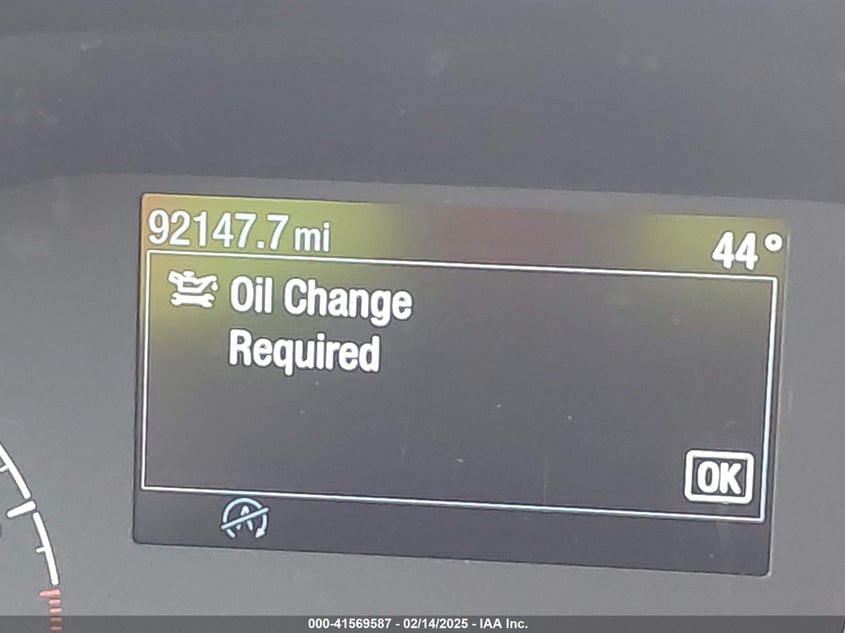 92147.7 mi
44°
Oil Change
Required
OK
000-41569587 - 02/14/2025 - IAA Inc.